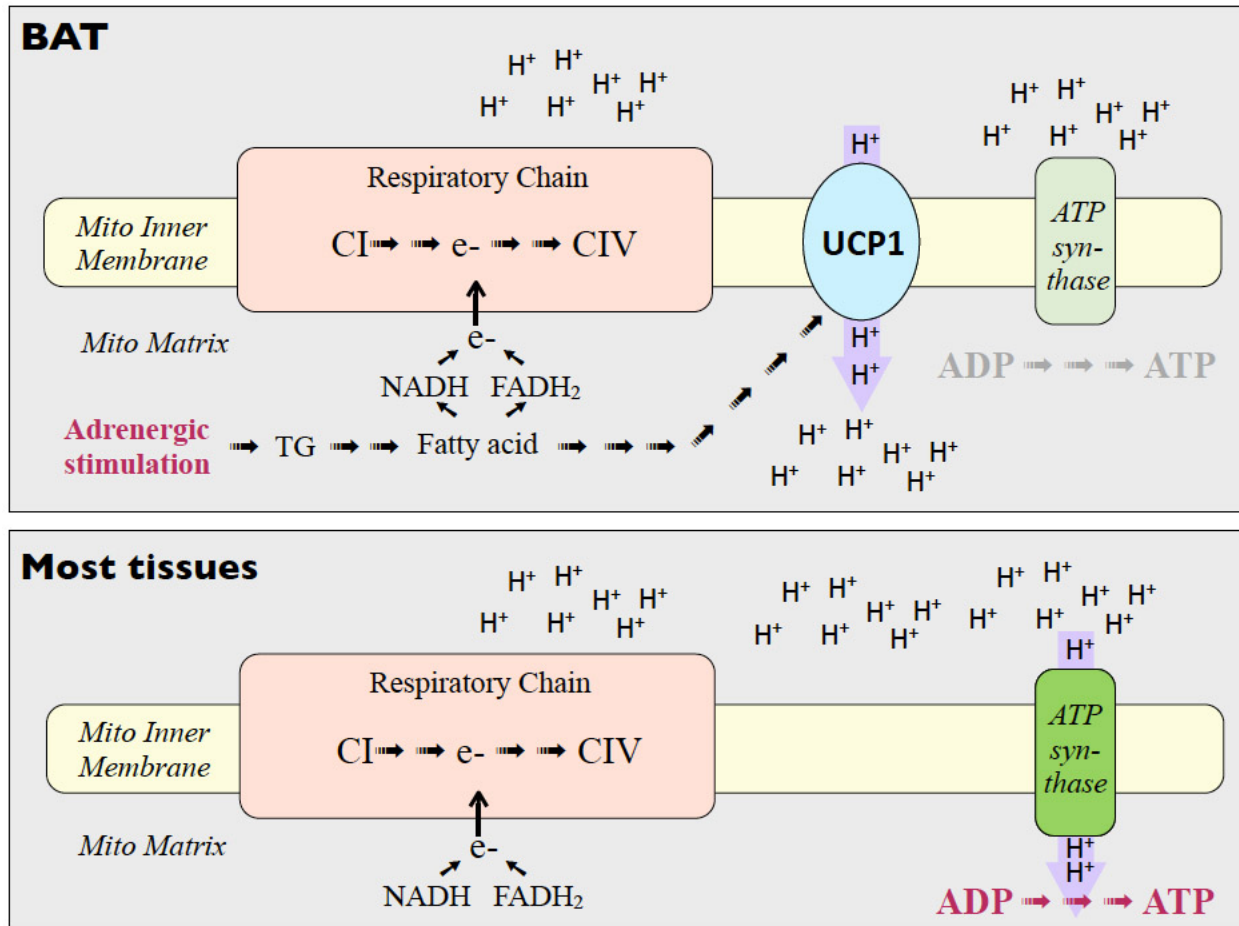 BAT
H⁺ H⁺ H⁺ H⁺ H⁺ H⁺ H⁺
H⁺ H⁺ H⁺ H⁺ H⁺ H⁺ H⁺
H⁺
Respiratory Chain
Mito Inner
Membrane
CI e- CIV
UCP1
ATP
syn-
thase
Mito Matrix
e-
H⁺
H⁺
NADH FADH₂
ADP ATP
Adrenergic
stimulation
TG
Fatty acid
H⁺ H⁺ H⁺ H⁺ H⁺ H⁺ H⁺
Most tissues
H⁺ H⁺ H⁺ H⁺ H⁺ H⁺ H⁺
H⁺ H⁺ H⁺ H⁺ H⁺ H⁺ H⁺
H⁺ H⁺ H⁺ H⁺ H⁺ H⁺ H⁺
H⁺
Respiratory Chain
Mito Inner
Membrane
CI e- CIV
ATP
syn-
thase
Mito Matrix
e-
H⁺
H⁺
NADH FADH₂
ADP ATP